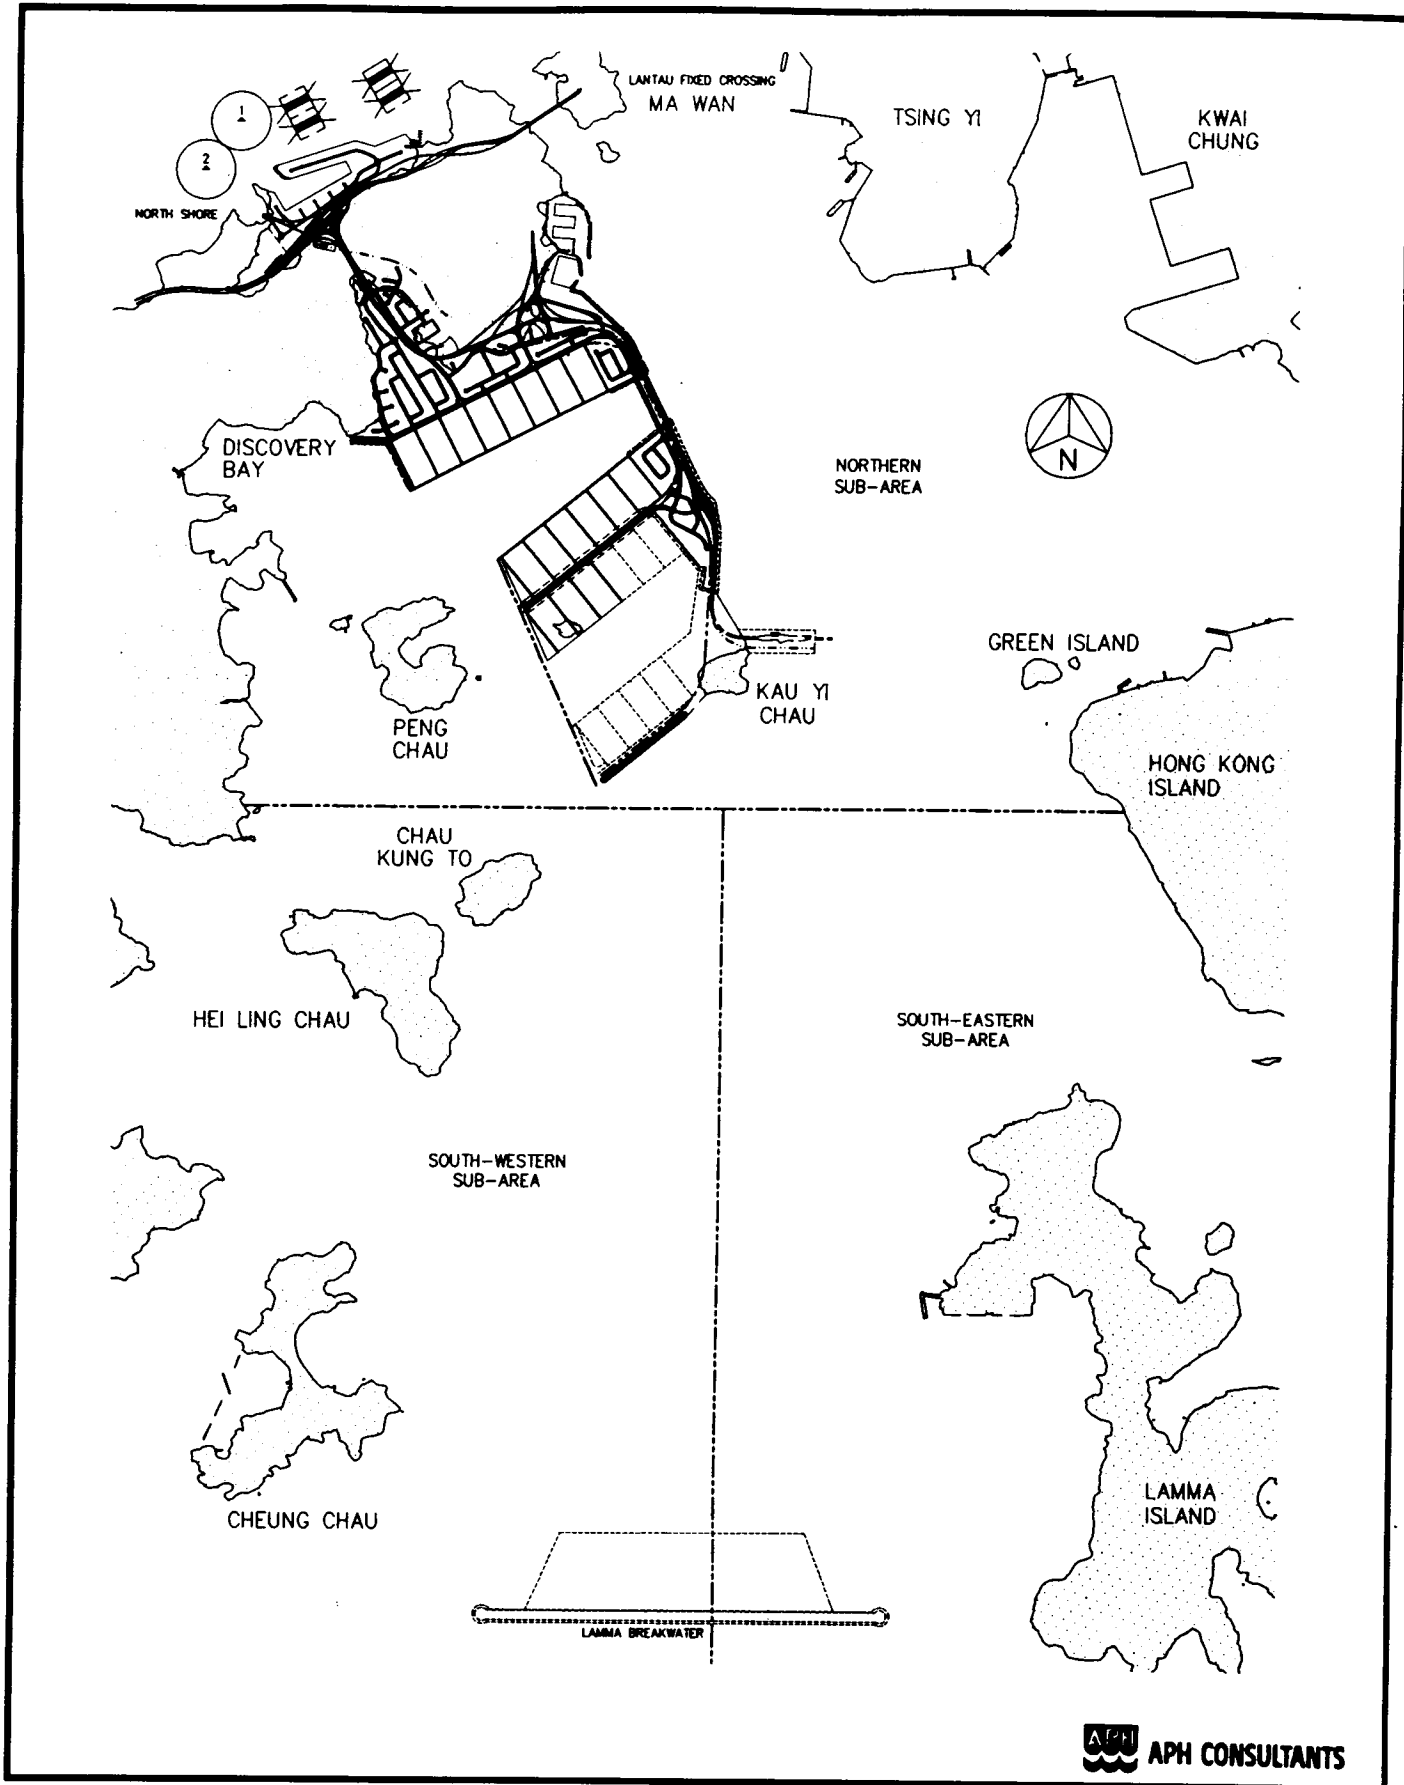 LANTAU FIXED CROSSING
MA WAN
TSING YI
KWAI
CHUNG
1
2
NORTH SHORE
DISCOVERY
BAY
NORTHERN
SUB-AREA
N
GREEN ISLAND
PENG
CHAU
KAU YI
CHAU
HONG KONG
ISLAND
CHAU
KUNG TO
HEI LING CHAU
SOUTH-EASTERN
SUB-AREA
SOUTH-WESTERN
SUB-AREA
CHEUNG CHAU
LAMMA
ISLAND
LAMMA BREAKWATER
APH
APH CONSULTANTS